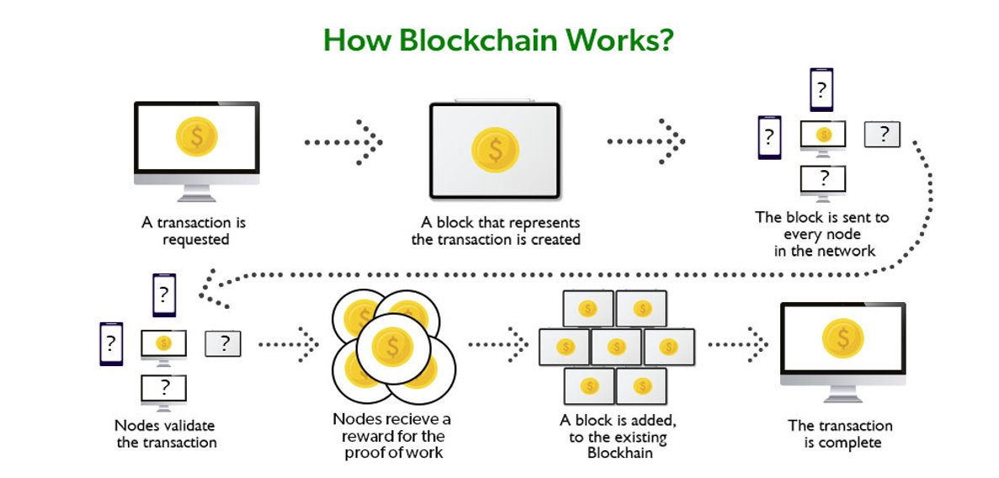 How Blockchain Works?
?
$
$
?
$
?
?
A transaction is
requested
A block that represents
the transaction is created
The block is sent to
every node
in the network
?
?
$
?
?
Nodes validate
the transaction
$
$
$
$
$
Nodes recieve a
reward for the
proof of work
$ $
$ $ $
$ $
A block is added,
to the existing
Blockhain
$
The transaction
is complete